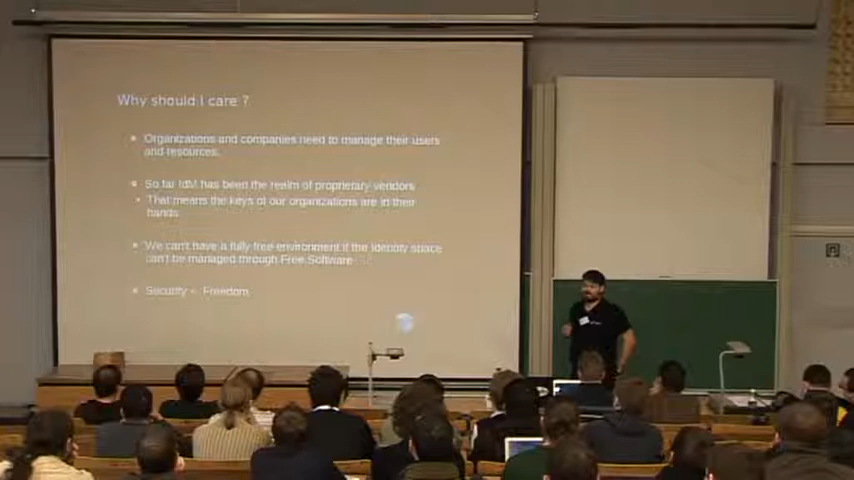 Why should I care ?
Organizations and companies need to manage their users
and resources.
So far IdM has been the realm of proprietary vendors
That means the keys of our organizations are in their
hands
We can't have a fully free environment if the Identity space
can't be managed through Free Software
Security Freedom